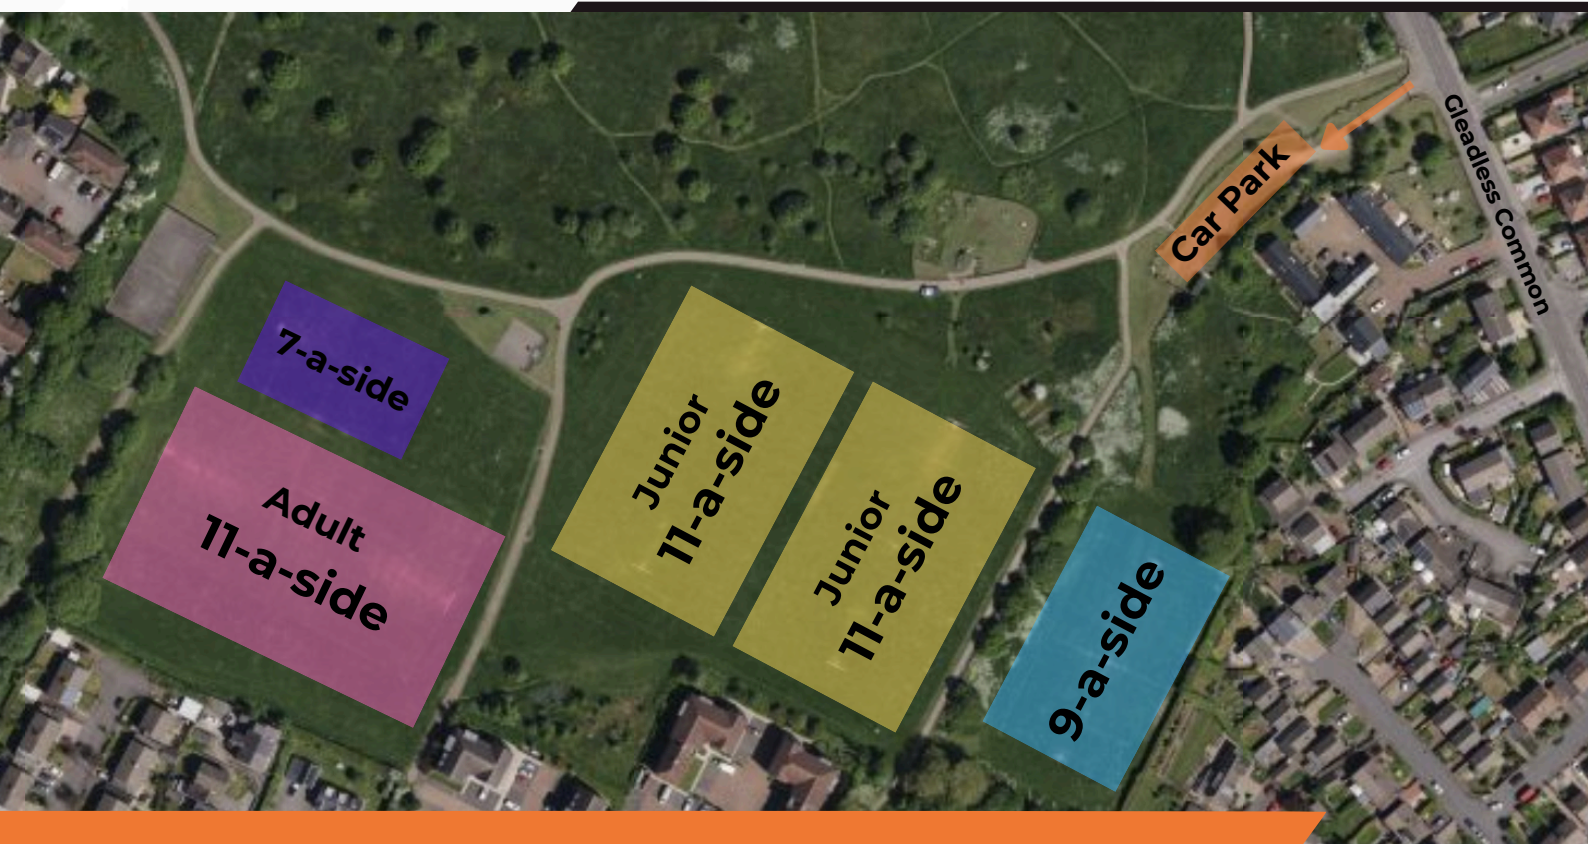 Gleadless Common
Car Park
7-a-side
Adult
11-a-side
Junior
11-a-side
Junior
11-a-side
9-a-side